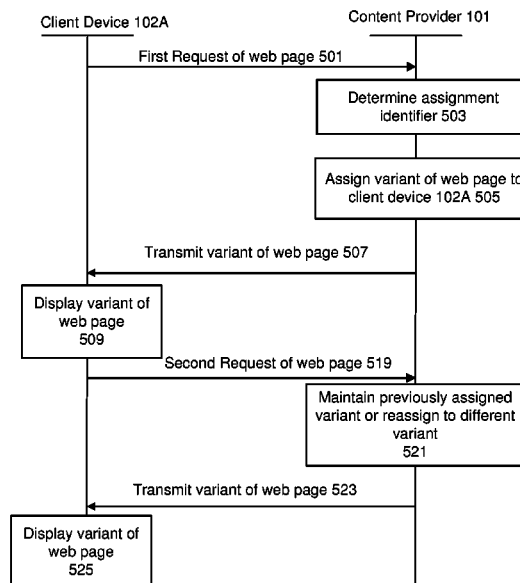 Client Device 102A
Content Provider 101
First Request of web page 501
Determine assignment
identifier 503
Assign variant of web page to
client device 102A 505
Transmit variant of web page 507
Display variant of
web page
509
Second Request of web page 519
Maintain previously assigned
variant or reassign to different
variant
521
Transmit variant of web page 523
Display variant of
web page
525